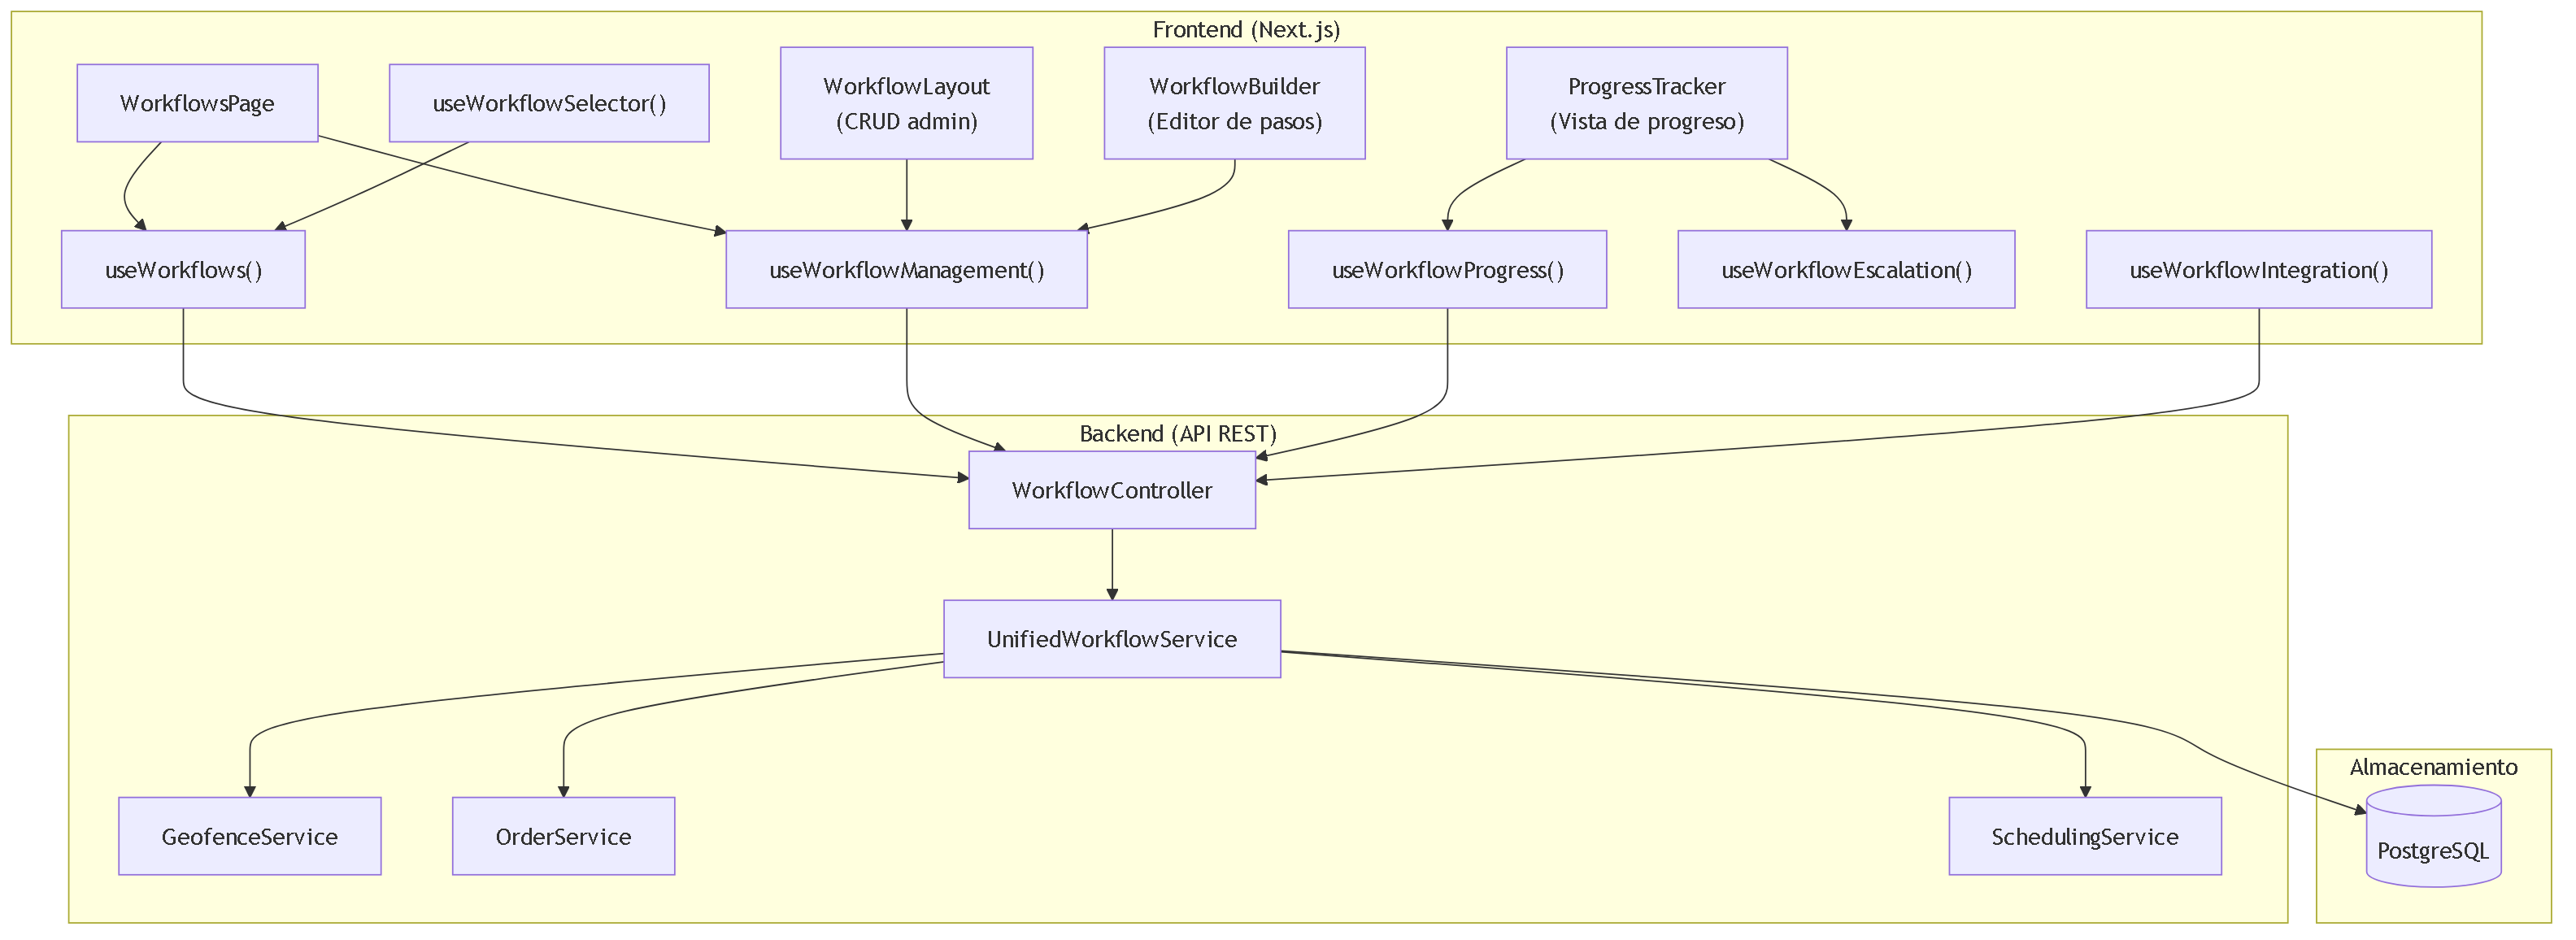 Frontend (Next.js)
WorkflowsPage
useWorkflowSelector()
WorkflowLayout
(CRUD admin)
WorkflowBuilder
(Editor de pasos)
ProgressTracker
(Vista de progreso)
useWorkflows()
useWorkflowManagement()
useWorkflowProgress()
useWorkflowEscalation()
useWorkflowIntegration()
Backend (API REST)
WorkflowController
UnifiedWorkflowService
GeofenceService
OrderService
SchedulingService
Almacenamiento
PostgreSQL